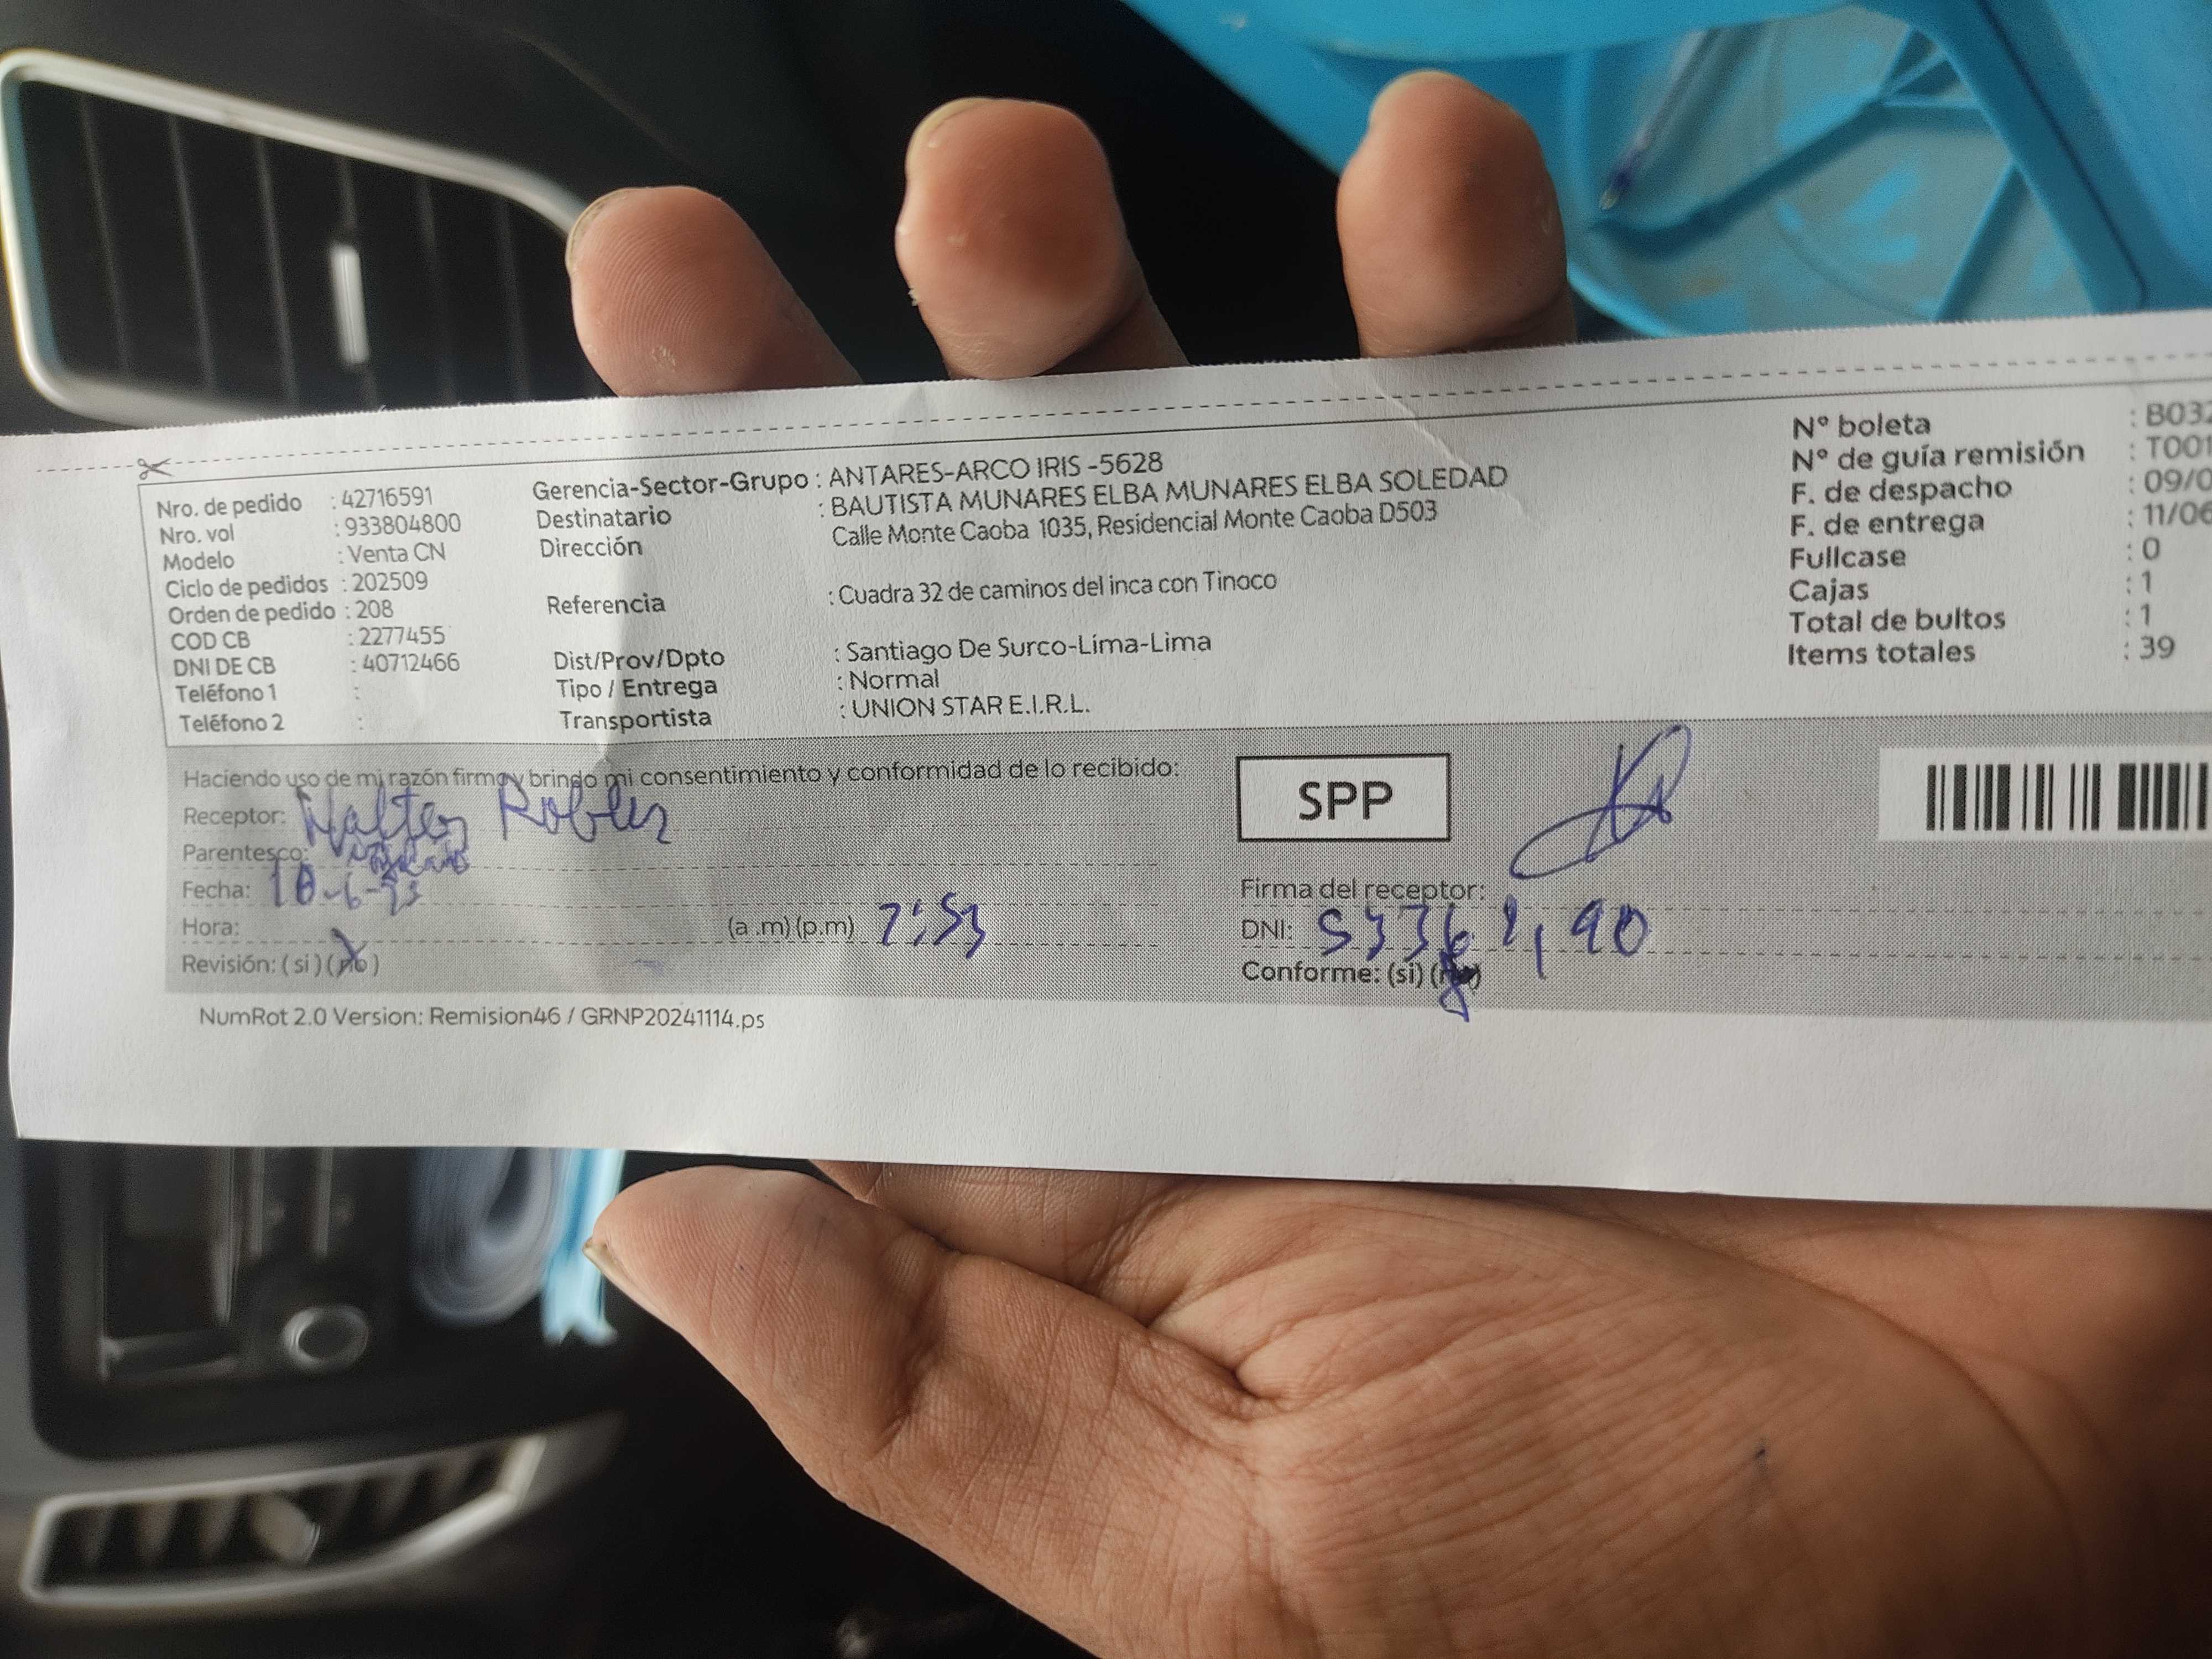 Nro. de pedido : 42716591
Nro. vol : 933804800
Modelo : Venta CN
Ciclo de pedidos : 202509
Orden de pedido : 208
COD CB : 2277455
DNI DE CB : 40712466
Teléfono 1 :
Teléfono 2 :
Gerencia-Sector-Grupo : ANTARES-ARCO IRIS -5628
Destinatario : BAUTISTA MUNARES ELBA MUNARES ELBA SOLEDAD
Dirección Calle Monte Caoba 1035, Residencial Monte Caoba D503
Referencia : Cuadra 32 de caminos del inca con Tinoco
Dist/Prov/Dpto : Santiago De Surco-Lima-Lima
Tipo / Entrega : Normal
Transportista : UNION STAR E.I.R.L.
Nº boleta : B032
Nº de guía remisión : T001
F. de despacho : 09/0
F. de entrega : 11/06
Fullcase : 0
Cajas : 1
Total de bultos : 1
Items totales : 39
Haciendo uso de mi razón firmo y brindo mi consentimiento y conformidad de lo recibido:
Receptor: Walter Robles
Parentesco:
Fecha:
Hora: (a .m) (p.m) 7:53
Revisión: ( si ) ( no )
SPP
Firma del receptor:
DNI:
Conforme: (si) (no)
NumRot 2.0 Version: Remision46 / GRNP20241114.ps